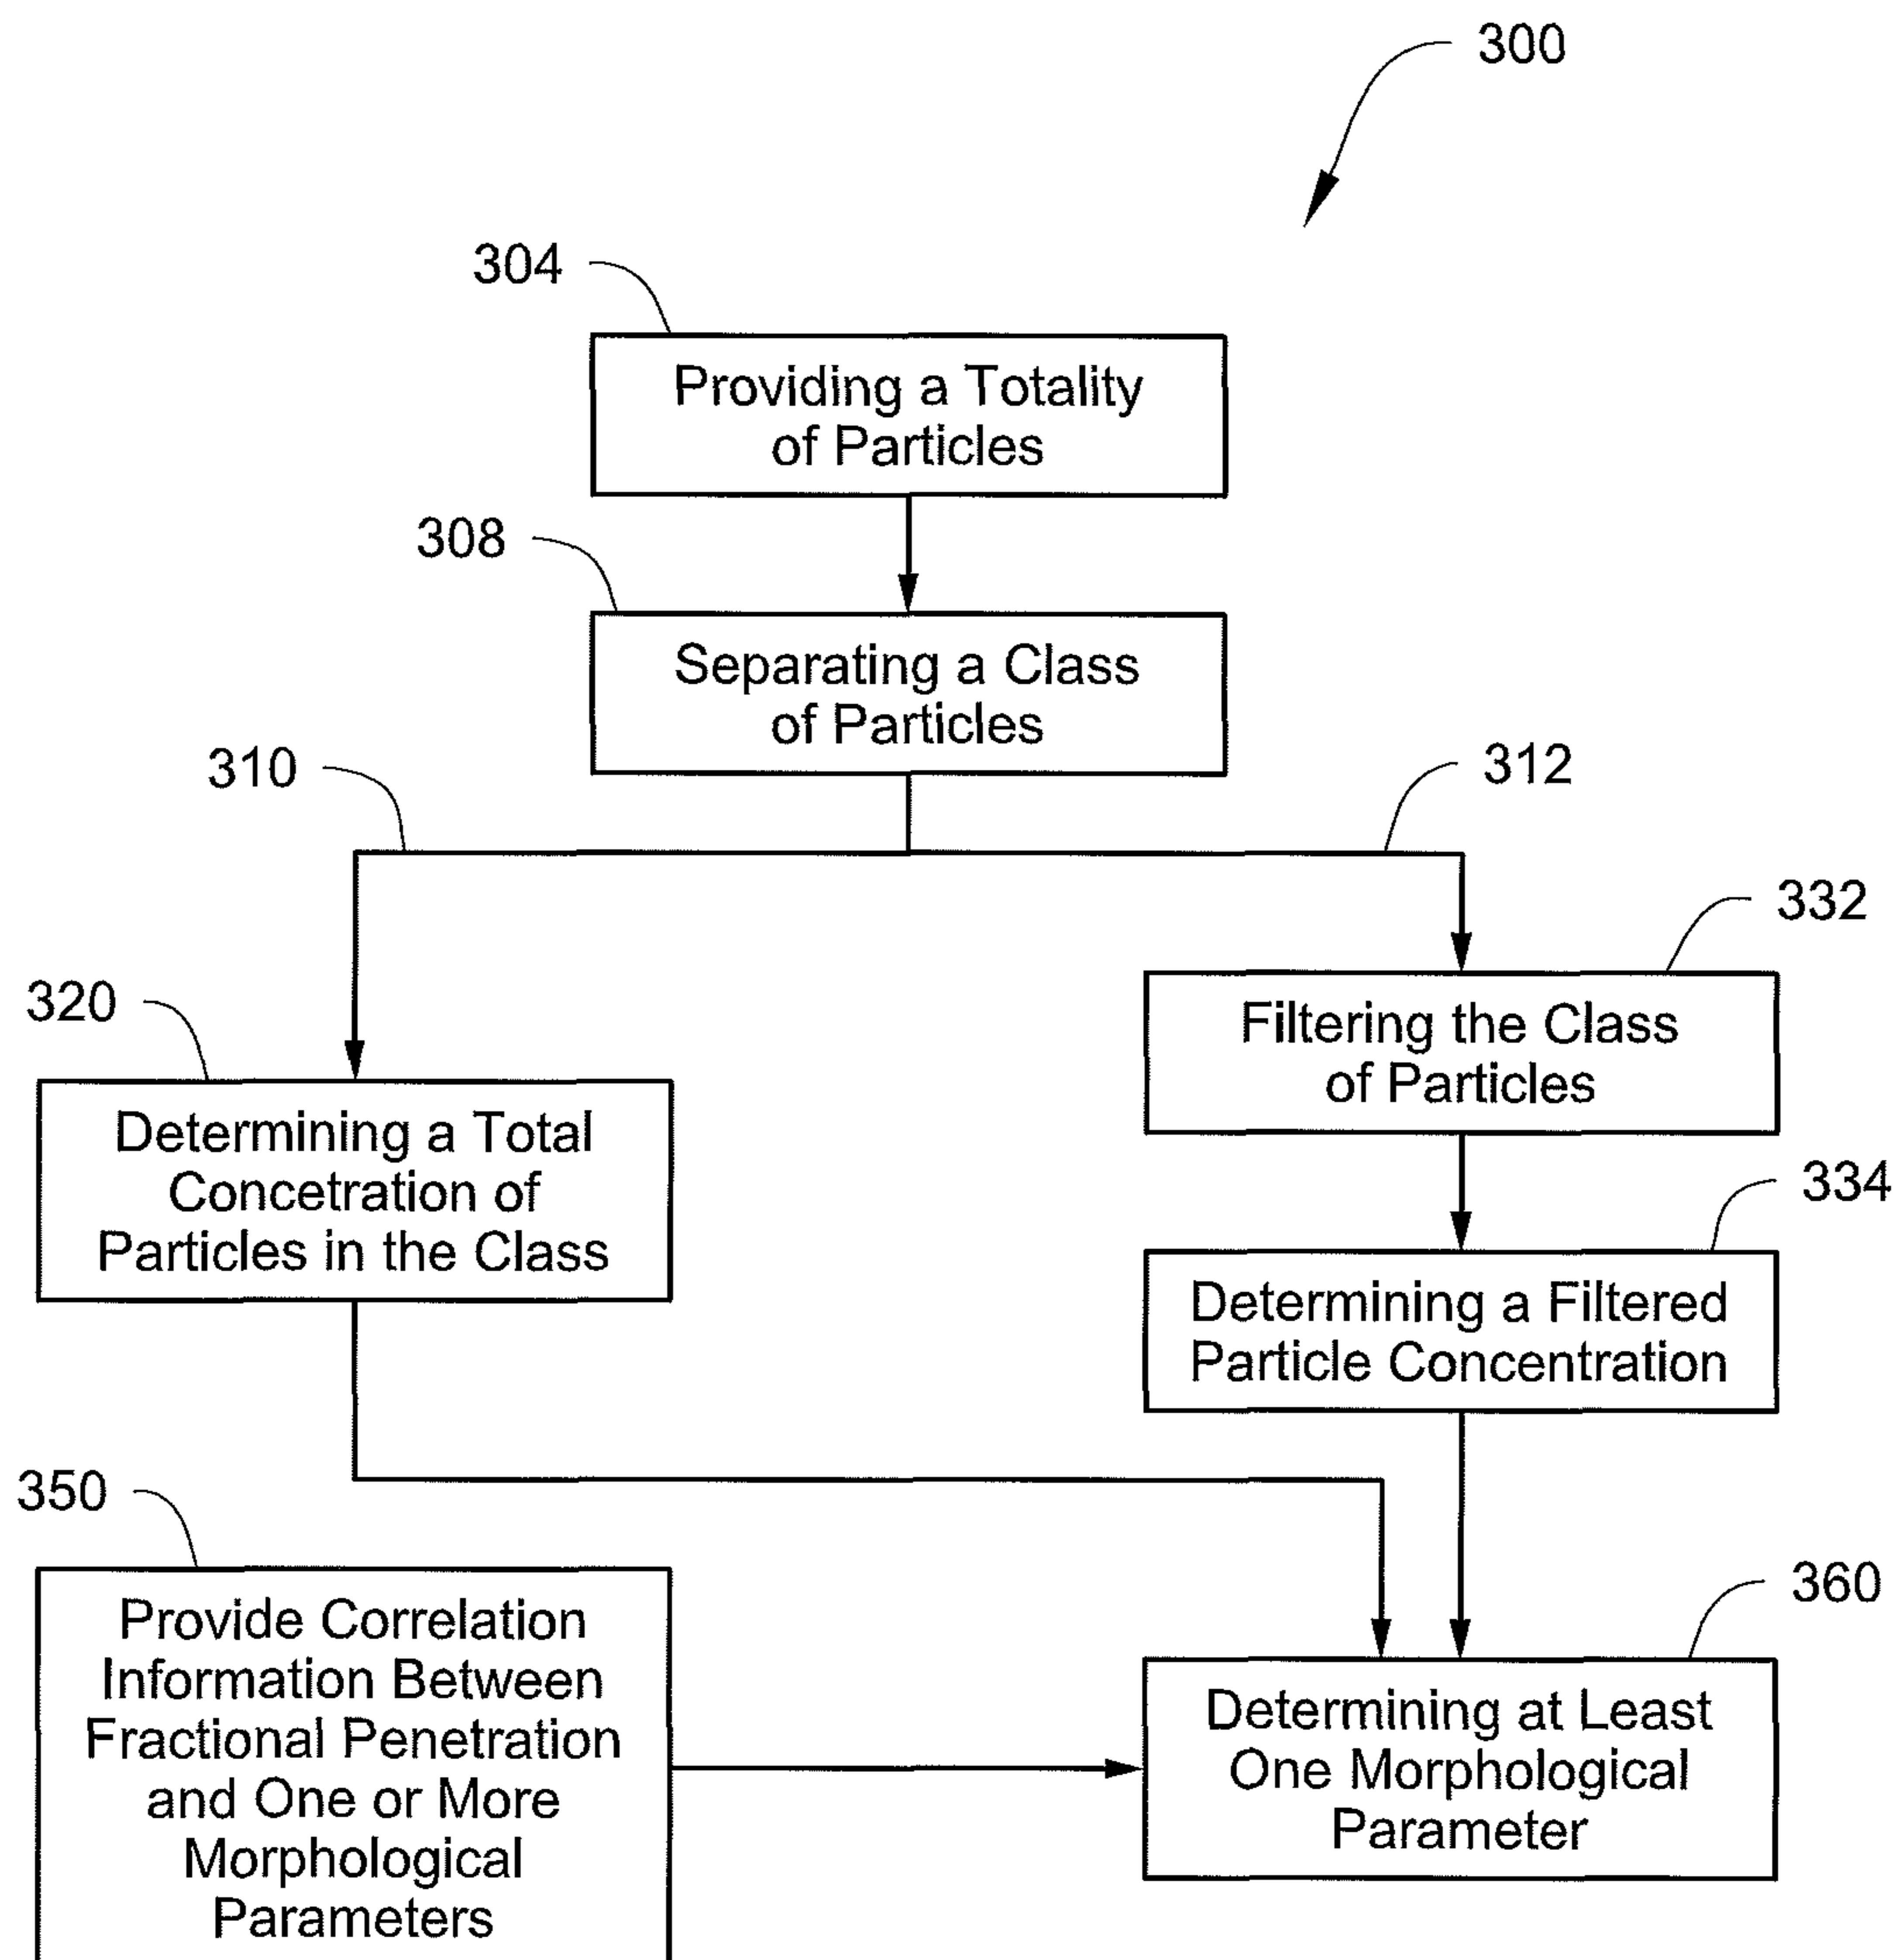 300
304
Providing a Totality
of Particles
308
Separating a Class
of Particles
310
312
332
Filtering the Class
of Particles
320
Determining a Total
Concetration of
Particles in the Class
334
Determining a Filtered
Particle Concentration
350
Provide Correlation
Information Between
Fractional Penetration
and One or More
Morphological
Parameters
360
Determining at Least
One Morphological
Parameter